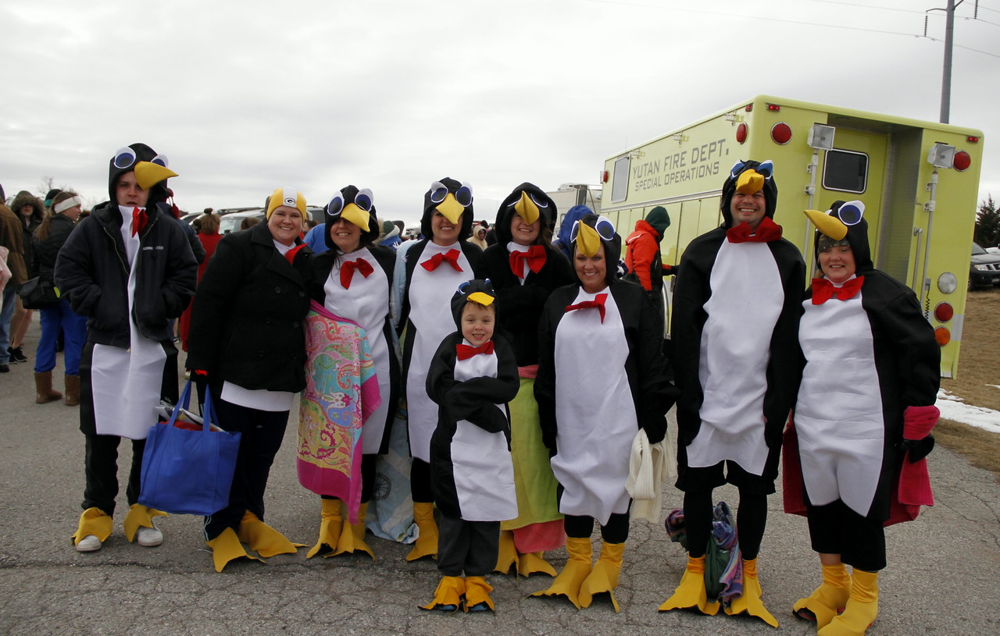 YUTAN FIRE DEPT.
SPECIAL OPERATIONS
G